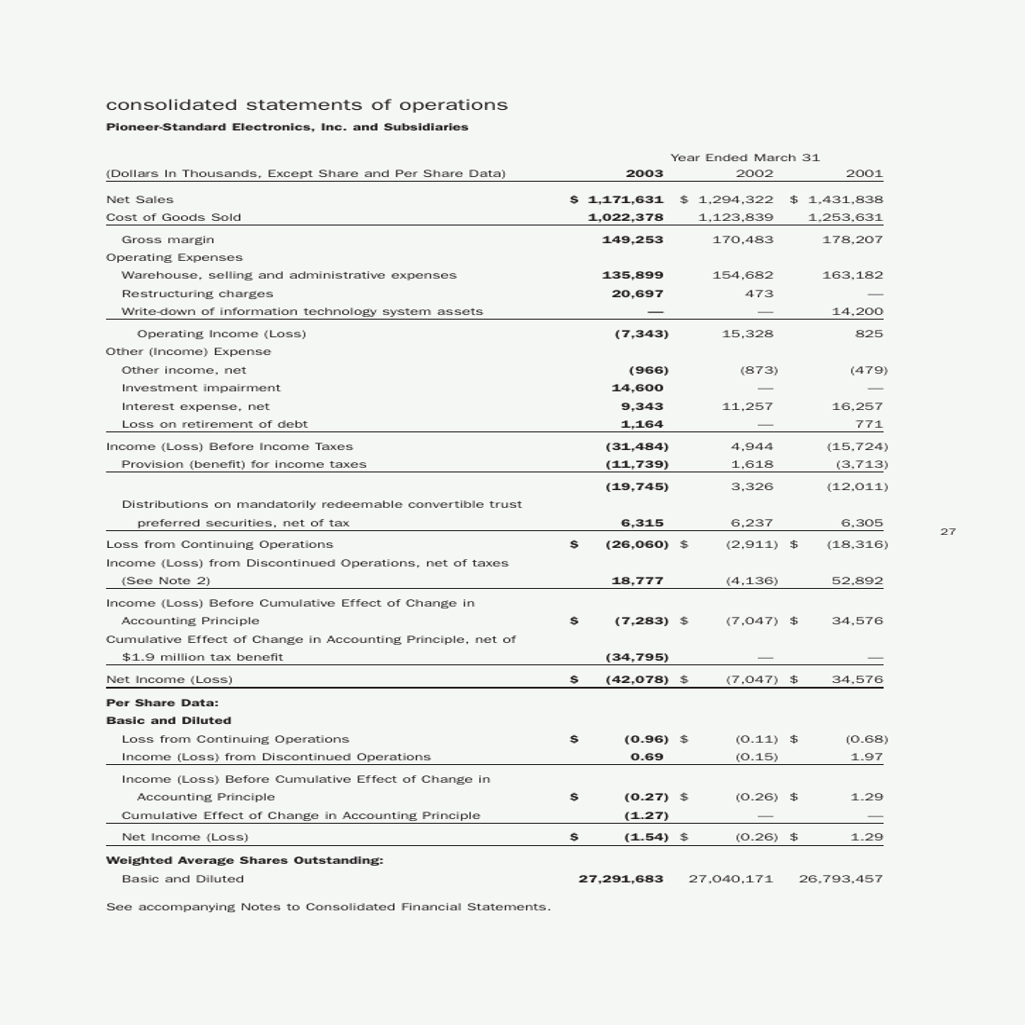 consolidated statements of operations
Pioneer-Standard Electronics, Inc. and Subsidiaries
Year Ended March 31
(Dollars In Thousands, Except Share and Per Share Data) 2003 2002 2001
Net Sales $ 1,171,631 $ 1,294,322 $ 1,431,838
Cost of Goods Sold 1,022,378 1,123,839 1,253,631
Gross margin 149,253 170,483 178,207
Operating Expenses
Warehouse, selling and administrative expenses 135,899 154,682 163,182
Restructuring charges 20,697 473 —
Write-down of information technology system assets — — 14,200
Operating Income (Loss) (7,343) 15,328 825
Other (Income) Expense
Other income, net (966) (873) (479)
Investment impairment 14,600 — —
Interest expense, net 9,343 11,257 16,257
Loss on retirement of debt 1,164 — 771
Income (Loss) Before Income Taxes (31,484) 4,944 (15,724)
Provision (benefit) for income taxes (11,739) 1,618 (3,713)
(19,745) 3,326 (12,011)
Distributions on mandatorily redeemable convertible trust
preferred securities, net of tax 6,315 6,237 6,305
27
Loss from Continuing Operations $ (26,060) $ (2,911) $ (18,316)
Income (Loss) from Discontinued Operations, net of taxes
(See Note 2) 18,777 (4,136) 52,892
Income (Loss) Before Cumulative Effect of Change in
Accounting Principle $ (7,283) $ (7,047) $ 34,576
Cumulative Effect of Change in Accounting Principle, net of
$1.9 million tax benefit (34,795) — —
Net Income (Loss) $ (42,078) $ (7,047) $ 34,576
Per Share Data:
Basic and Diluted
Loss from Continuing Operations $ (0.96) $ (0.11) $ (0.68)
Income (Loss) from Discontinued Operations 0.69 (0.15) 1.97
Income (Loss) Before Cumulative Effect of Change in
Accounting Principle $ (0.27) $ (0.26) $ 1.29
Cumulative Effect of Change in Accounting Principle (1.27) — —
Net Income (Loss) $ (1.54) $ (0.26) $ 1.29
Weighted Average Shares Outstanding:
Basic and Diluted 27,291,683 27,040,171 26,793,457
See accompanying Notes to Consolidated Financial Statements.